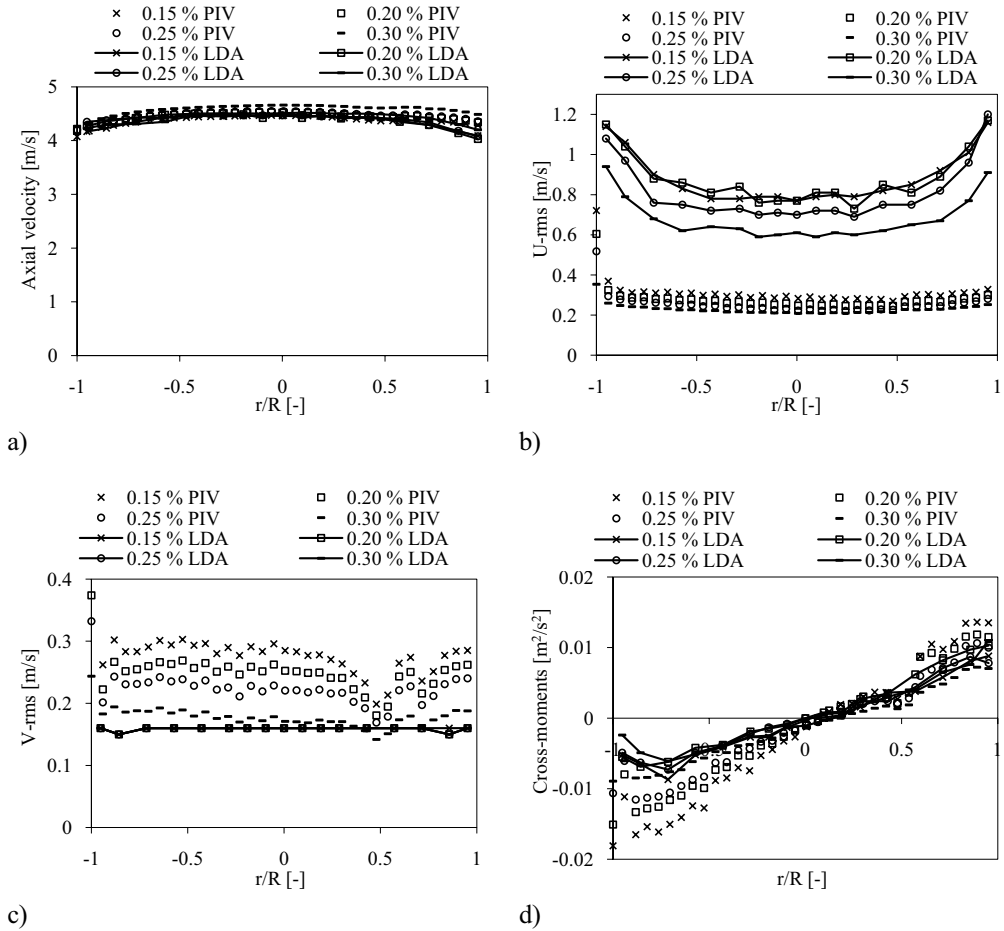 0.15 % PIV 0.20 % PIV
0.25 % PIV 0.30 % PIV
0.15 % LDA 0.20 % LDA
0.25 % LDA 0.30 % LDA
Axial velocity [m/s]
5
4
3
2
1
0
-1 -0.5 0 0.5 1
r/R [-]
a)
0.15 % PIV 0.20 % PIV
0.25 % PIV 0.30 % PIV
0.15 % LDA 0.20 % LDA
0.25 % LDA 0.30 % LDA
U-rms [m/s]
1.2
1
0.8
0.6
0.4
0.2
0
-1 -0.5 0 0.5 1
r/R [-]
b)
0.15 % PIV 0.20 % PIV
0.25 % PIV 0.30 % PIV
0.15 % LDA 0.20 % LDA
0.25 % LDA 0.30 % LDA
V-rms [m/s]
0.4
0.3
0.2
0.1
0
-1 -0.5 0 0.5 1
r/R [-]
c)
0.15 % PIV 0.20 % PIV
0.25 % PIV 0.30 % PIV
0.15 % LDA 0.20 % LDA
0.25 % LDA 0.30 % LDA
Cross-moments [m²/s²]
0.02
0.01
0
-0.01
-0.02
-1 -0.5 0 0.5 1
r/R [-]
d)